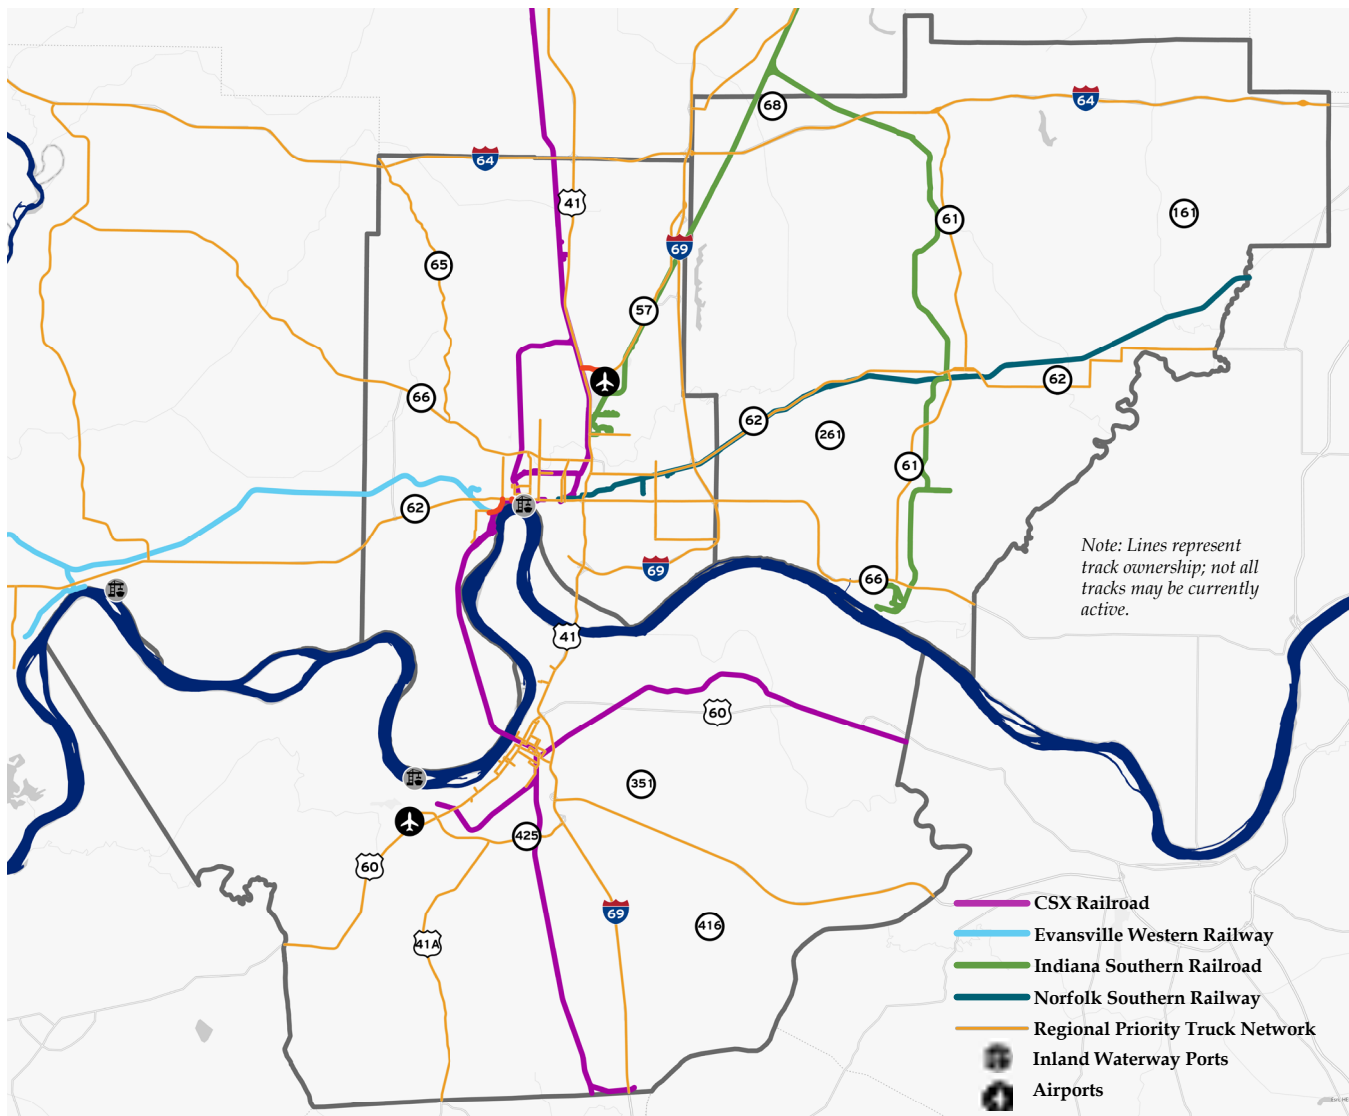 68
64
64
41
61
161
65
69
57
66
62
62
261
61
62
69
66
Note: Lines represent
track ownership; not all
tracks may be currently
active.
41
60
351
425
60
69
416
41A
CSX Railroad
Evansville Western Railway
Indiana Southern Railroad
Norfolk Southern Railway
Regional Priority Truck Network
Inland Waterway Ports
Airports